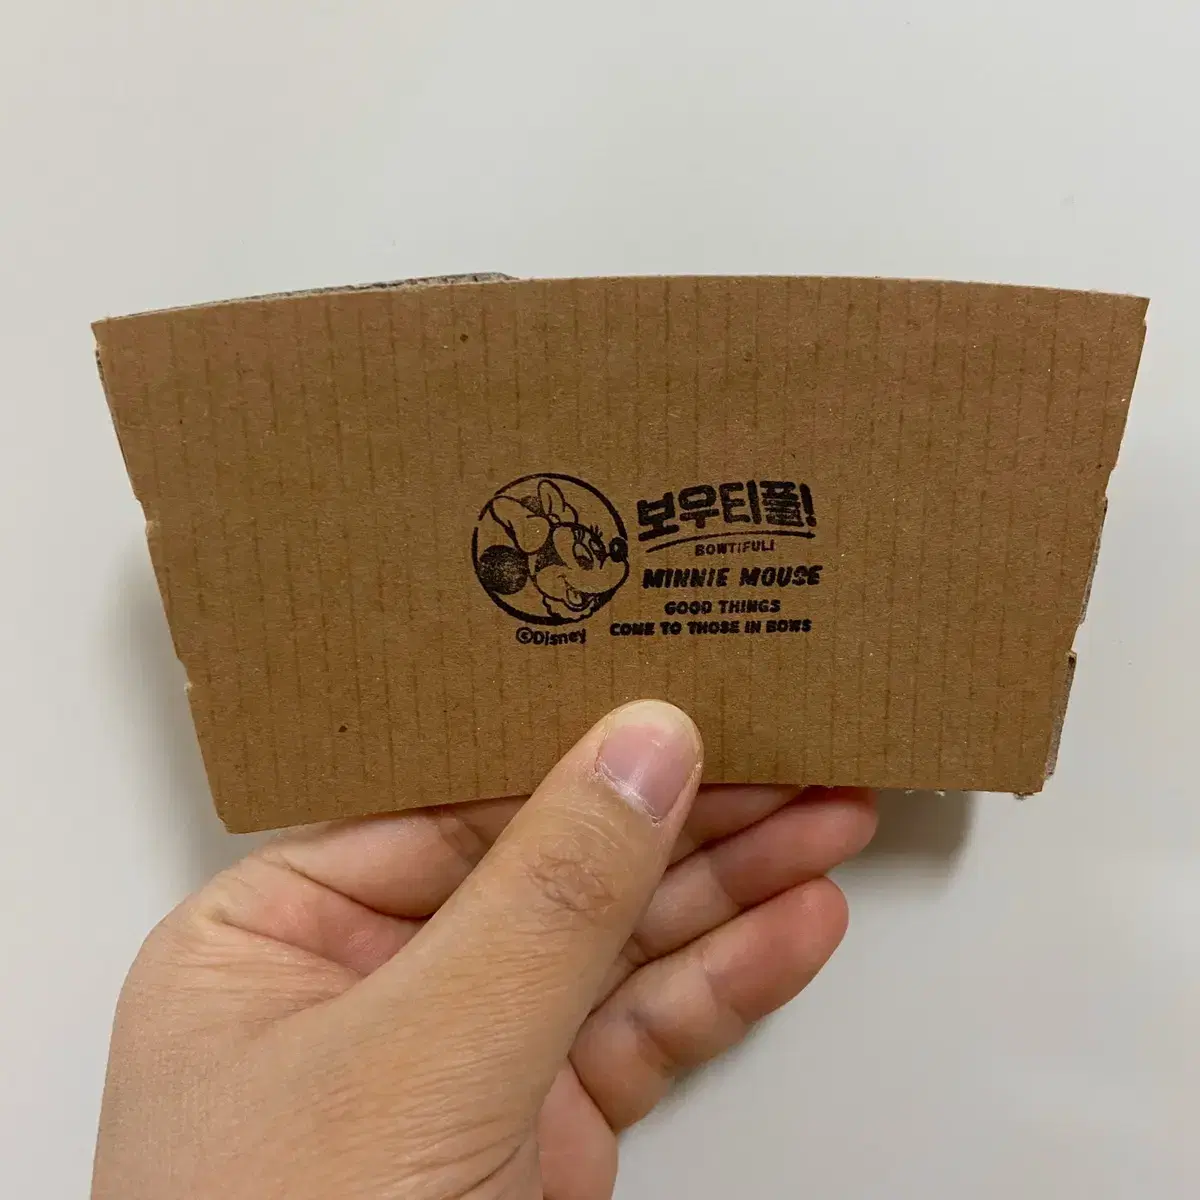 보우티풀!
BOWTIFUL!
MINNIE MOUSE
GOOD THINGS
COME TO THOSE IN BOWS
©Disney